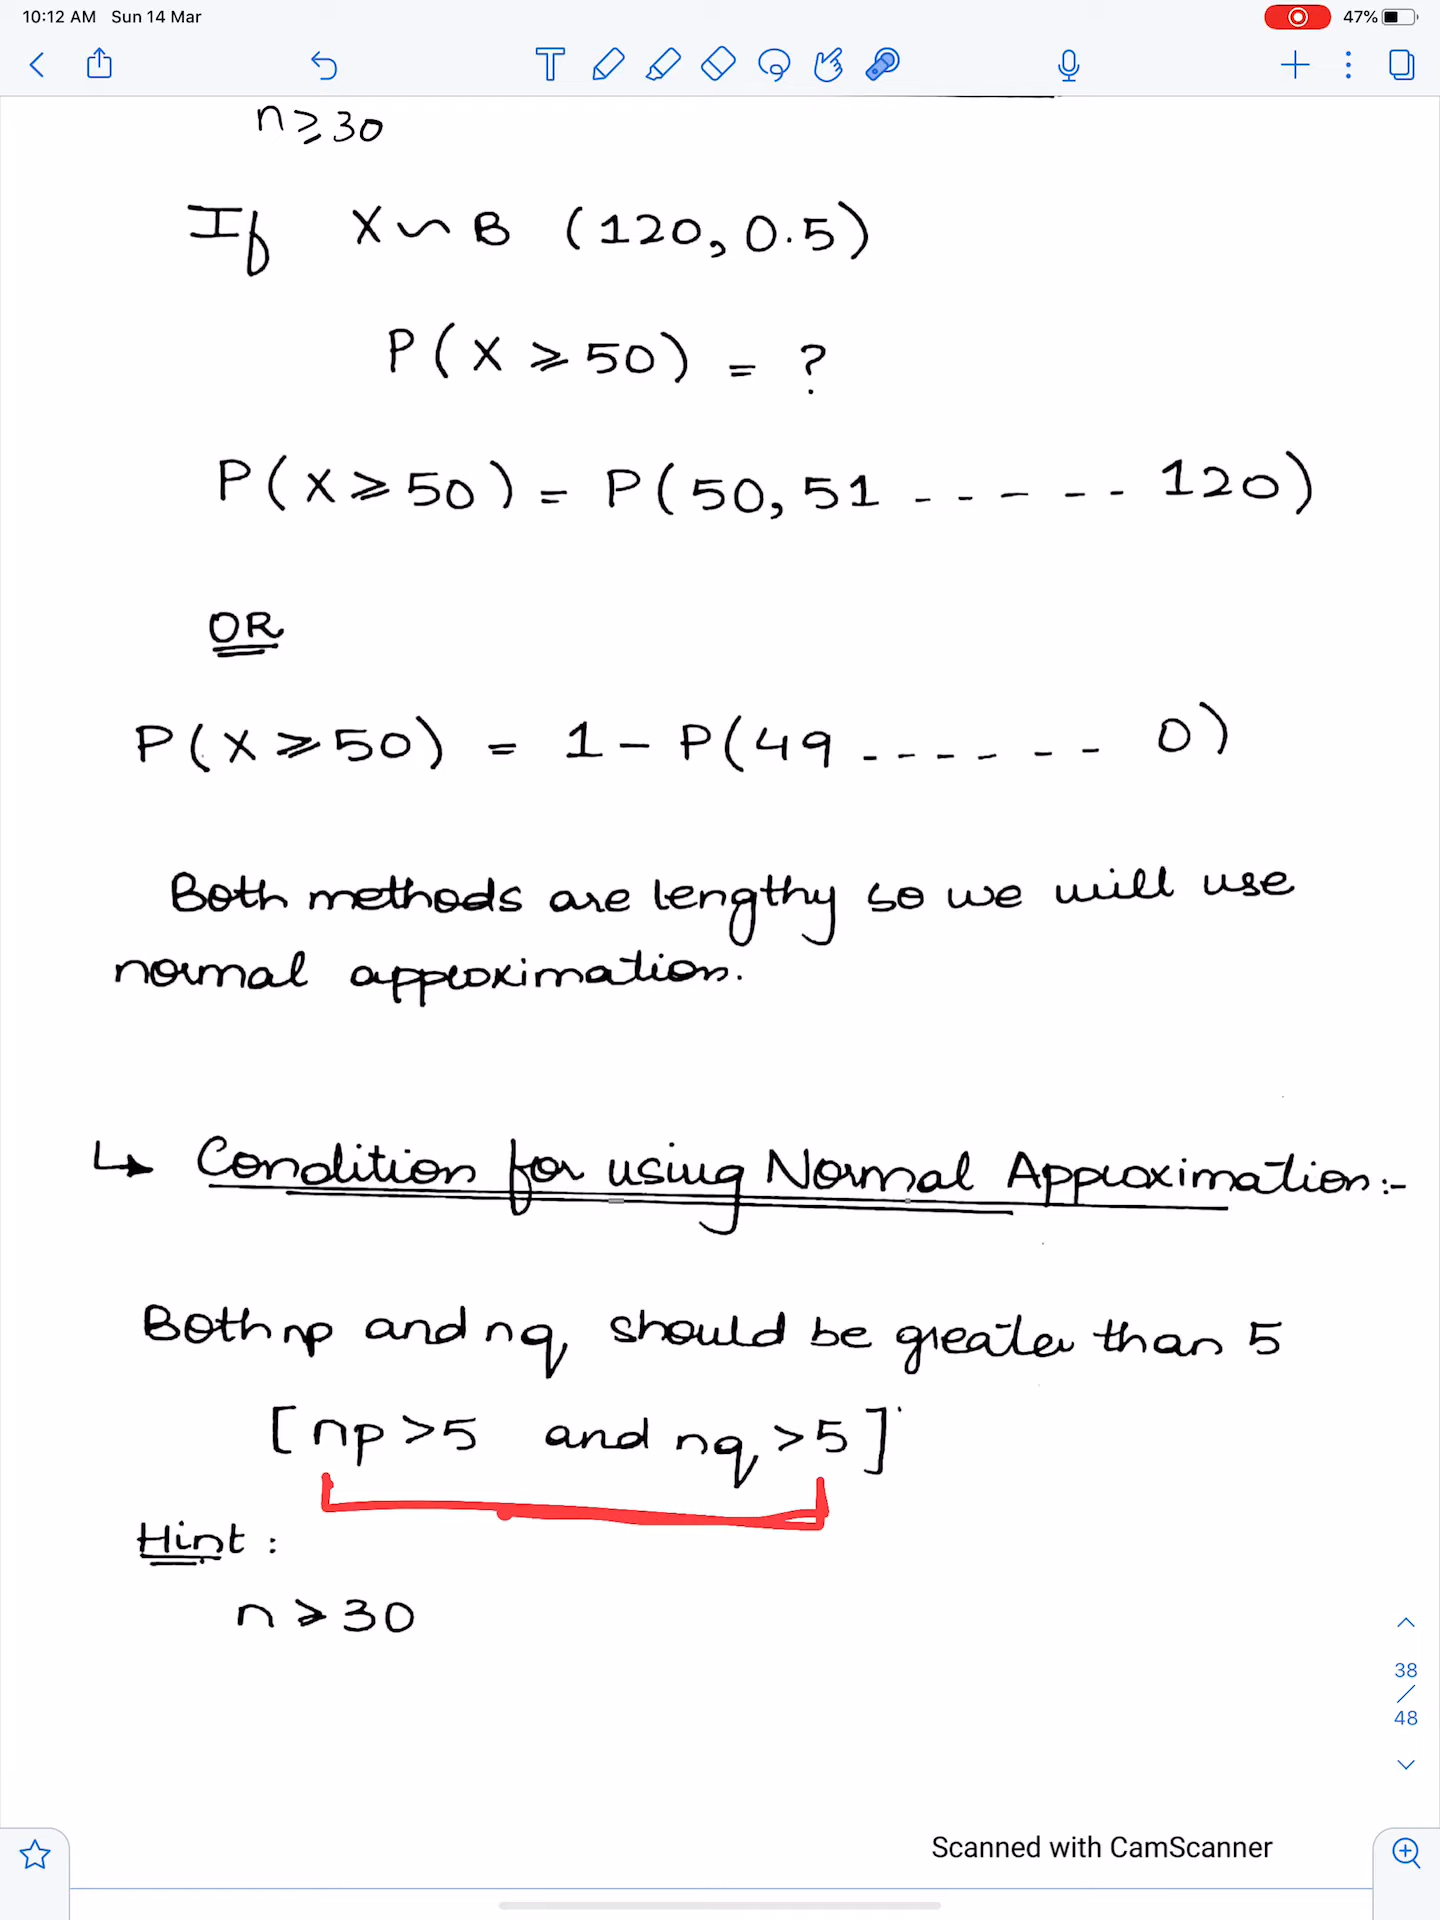 10:12 AM Sun 14 Mar
47%
T
n ⩾ 30
If X ~ B (120, 0.5)
P(X ⩾ 50) = ?
P(X ⩾ 50) = P(50, 51 - - - - - 120)
OR
P(X ⩾ 50) = 1 - P(49 - - - - - - - 0)
Both methods are lengthy so we will use
normal approximation.
↳ Condition for using Normal Approximation:-
Both np and nq should be greater than 5
[np > 5 and nq > 5]
Hint:
n ⩾ 30
38
/
48
Scanned with CamScanner